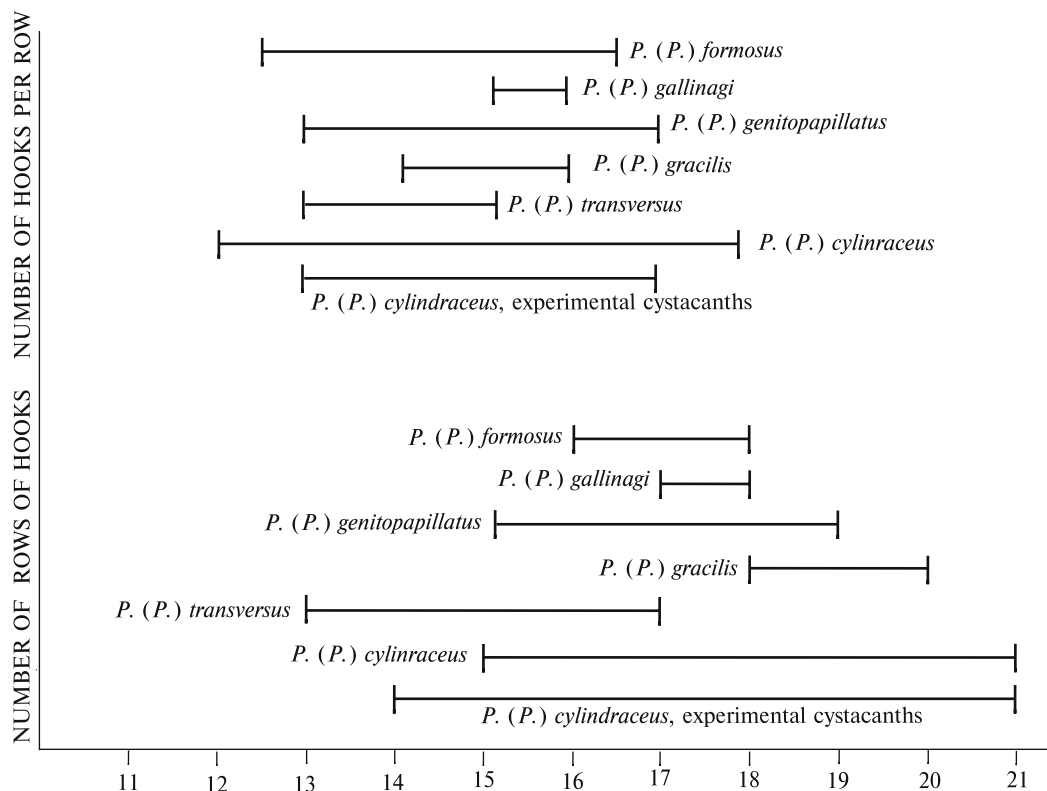 NUMBER OF HOOKS PER ROW
P. (P.) formosus
P. (P.) gallinagi
P. (P.) genitopapillatus
P. (P.) gracilis
P. (P.) transversus
P. (P.) cylinraceus
P. (P.) cylindraceus, experimental cystacanths
NUMBER OF ROWS OF HOOKS
P. (P.) formosus
P. (P.) gallinagi
P. (P.) genitopapillatus
P. (P.) gracilis
P. (P.) transversus
P. (P.) cylinraceus
P. (P.) cylindraceus, experimental cystacanths
11 12 13 14 15 16 17 18 19 20 21